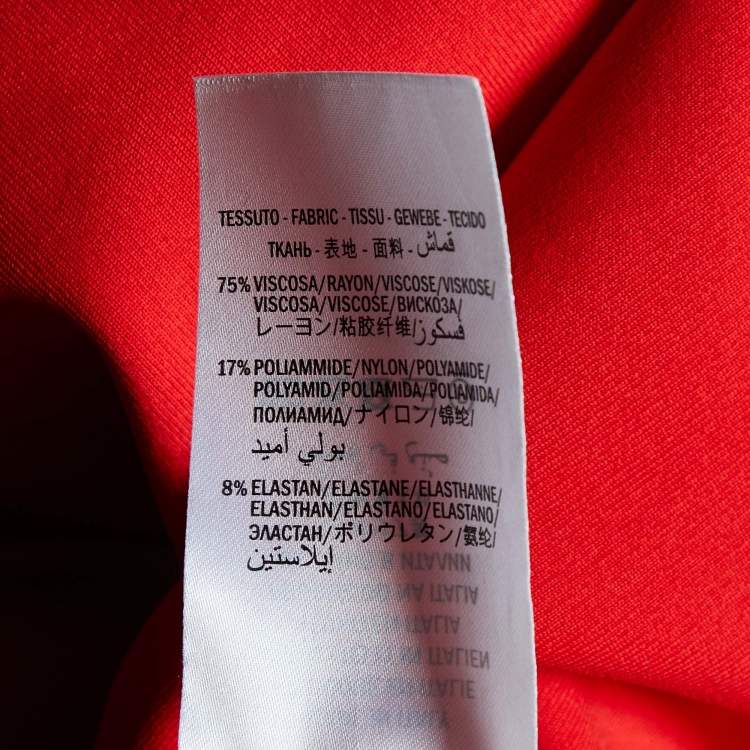 TESSUTO - FABRIC - TISSU - GEWEBE - TECIDO
ТКАНЬ - 表地 - 面料 - قماش
75% VISCOSA/RAYON/VISCOSE/VISKOSE/
VISCOSA/VISCOSE/ВИСКОЗА/
レーヨン/粘胶纤维/فسكوز
17% POLIAMMIDE/NYLON/POLYAMIDE/
POLYAMID/POLIAMIDA/POLIAMIDA/
ПОЛИАМИД/ナイロン/锦纶/
بولي أميد
8% ELASTAN/ELASTANE/ELASTHANNE/
ELASTHAN/ELASTANO/ELASTANO/
ЭЛАСТАН/ポリウレタン/氨纶/
إيلاستين